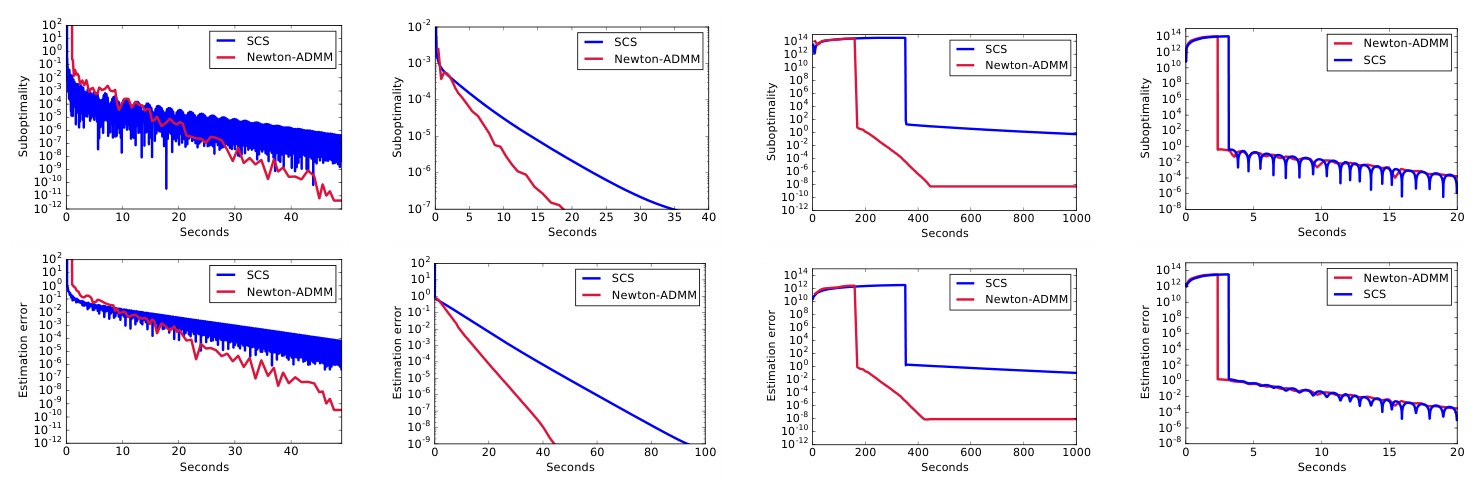 Suboptimality
10²
10¹
10⁰
10⁻¹
10⁻²
10⁻³
10⁻⁴
10⁻⁵
10⁻⁶
10⁻⁷
10⁻⁸
10⁻⁹
10⁻¹⁰
10⁻¹¹
10⁻¹²
SCS
Newton-ADMM
0 10 20 30 40
Seconds
Suboptimality
10⁻²
10⁻³
10⁻⁴
10⁻⁵
10⁻⁶
10⁻⁷
SCS
Newton-ADMM
0 5 10 15 20 25 30 35 40
Seconds
Suboptimality
10¹⁴
10¹²
10¹⁰
10⁸
10⁶
10⁴
10²
10⁰
10⁻²
10⁻⁴
10⁻⁶
10⁻⁸
10⁻¹⁰
10⁻¹²
SCS
Newton-ADMM
0 200 400 600 800 1000
Seconds
Suboptimality
10¹⁴
10¹²
10¹⁰
10⁸
10⁶
10⁴
10²
10⁰
10⁻²
10⁻⁴
10⁻⁶
10⁻⁸
Newton-ADMM
SCS
0 5 10 15 20
Seconds
Estimation error
10²
10¹
10⁰
10⁻¹
10⁻²
10⁻³
10⁻⁴
10⁻⁵
10⁻⁶
10⁻⁷
10⁻⁸
10⁻⁹
10⁻¹⁰
10⁻¹¹
10⁻¹²
SCS
Newton-ADMM
0 10 20 30 40
Seconds
Estimation error
10²
10¹
10⁰
10⁻¹
10⁻²
10⁻³
10⁻⁴
10⁻⁵
10⁻⁶
10⁻⁷
10⁻⁸
10⁻⁹
SCS
Newton-ADMM
0 20 40 60 80 100
Seconds
Estimation error
10¹⁴
10¹²
10¹⁰
10⁸
10⁶
10⁴
10²
10⁰
10⁻²
10⁻⁴
10⁻⁶
10⁻⁸
10⁻¹⁰
10⁻¹²
SCS
Newton-ADMM
0 200 400 600 800 1000
Seconds
Estimation error
10¹⁴
10¹²
10¹⁰
10⁸
10⁶
10⁴
10²
10⁰
10⁻²
10⁻⁴
10⁻⁶
10⁻⁸
Newton-ADMM
SCS
0 5 10 15 20
Seconds